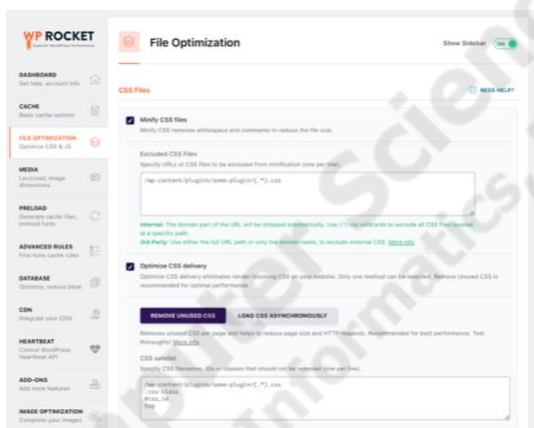 WP ROCKET
Superior WordPress Performance
File Optimization
Show Sidebar
ON
DASHBOARD
Get help, account info
CACHE
Basic cache options
FILE OPTIMIZATION
Optimize CSS & JS
MEDIA
LazyLoad, image
dimensions
PRELOAD
Generate cache files,
preload fonts
ADVANCED RULES
Fine-tune cache rules
DATABASE
Optimize, reduce bloat
CDN
Integrate your CDN
HEARTBEAT
Control WordPress
Heartbeat API
ADD-ONS
Add more features
IMAGE OPTIMIZATION
Compress your images
CSS Files
NEED HELP?
Minify CSS files
Minify CSS removes whitespace and comments to reduce the file size.
Excluded CSS Files
Specify URLs of CSS files to be excluded from minification (one per line).
/wp-content/plugins/some-plugin/(.*).css
Internal: The domain part of the URL will be stripped automatically. Use (.*) wildcards to exclude all CSS files located
at a specific path.
3rd Party: Use either the full URL path or only the domain name, to exclude external CSS. More info
Optimize CSS delivery
Optimize CSS delivery eliminates render-blocking CSS on your website. Only one method can be selected. Remove Unused CSS is
recommended for optimal performance.
REMOVE UNUSED CSS
LOAD CSS ASYNCHRONOUSLY
Removes unused CSS per page and helps to reduce page size and HTTP requests. Recommended for best performance. Test
thoroughly! More info
CSS safelist
Specify CSS filenames, IDs or classes that should not be removed (one per line).
/wp-content/plugins/some-plugin/(.*).css
.css-class
#css_id
tag